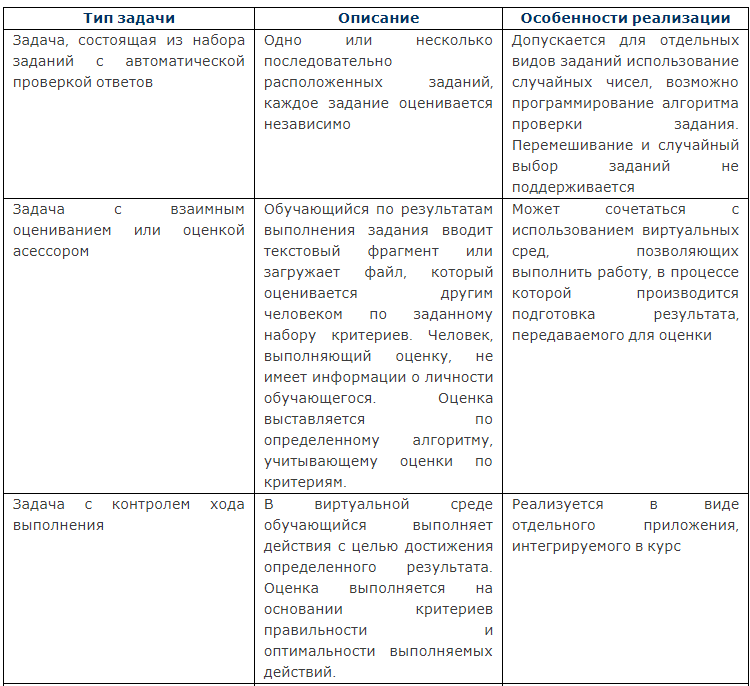 Тип задачи
Описание
Особенности реализации
Задача, состоящая из набора
заданий с автоматической
проверкой ответов
Одно или несколько
последовательно
расположенных заданий,
каждое задание оценивается
независимо
Допускается для отдельных
видов заданий использование
случайных чисел, возможно
программирование алгоритма
проверки задания.
Перемешивание и случайный
выбор заданий не
поддерживается
Задача с взаимным
оцениванием или оценкой
асессором
Обучающийся по результатам
выполнения задания вводит
текстовый фрагмент или
загружает файл, который
оценивается другим
человеком по заданному
набору критериев. Человек,
выполняющий оценку, не
имеет информации о личности
обучающегося. Оценка
выставляется по
определенному алгоритму,
учитывающему оценки по
критериям.
Может сочетаться с
использованием виртуальных
сред, позволяющих
выполнить работу, в процессе
которой производится
подготовка результата,
передаваемого для оценки
Задача с контролем хода
выполнения
В виртуальной среде
обучающийся выполняет
действия с целью достижения
определенного результата.
Оценка выполняется на
основании критериев
правильности и
оптимальности выполняемых
действий.
Реализуется в виде
отдельного приложения,
интегрируемого в курс